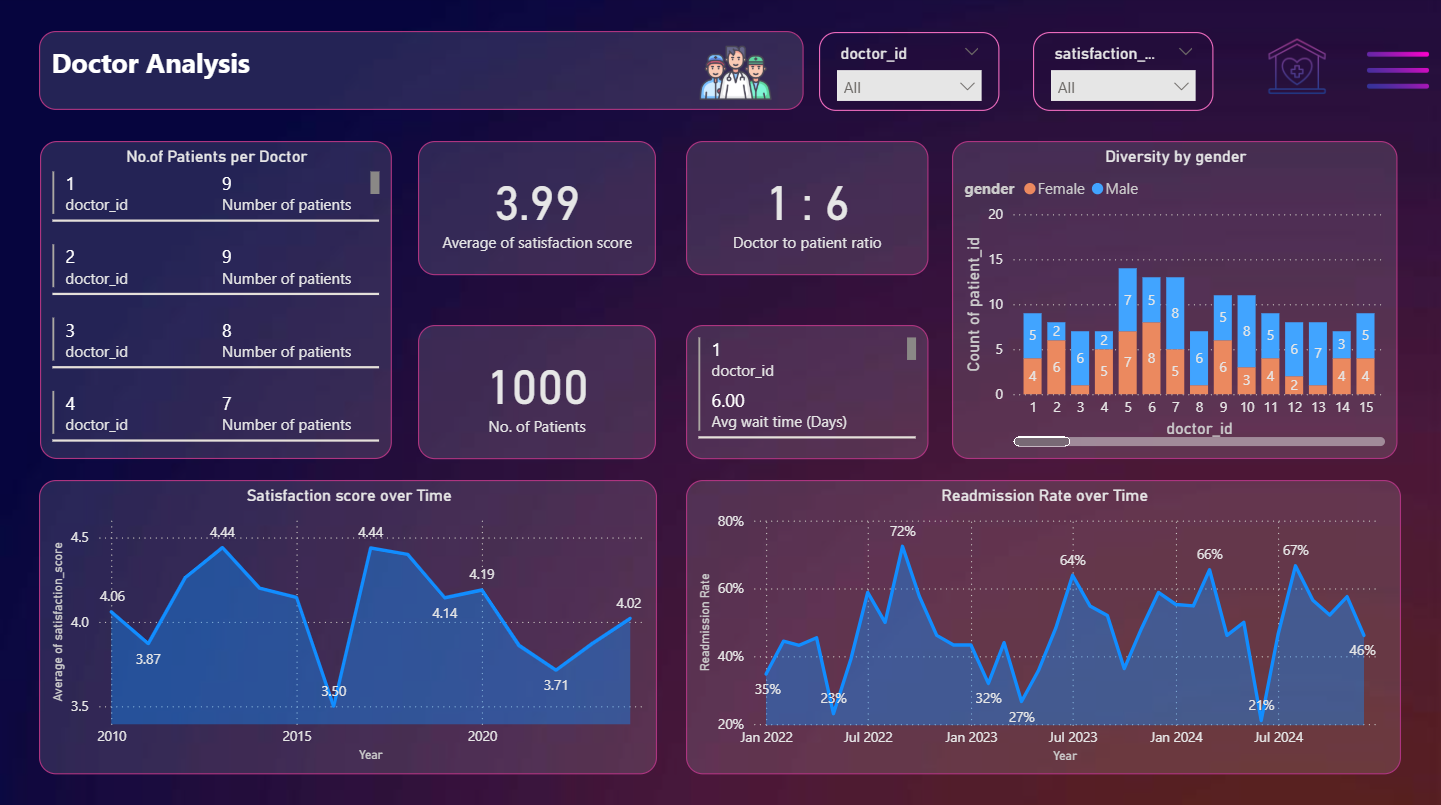 Doctor Analysis
doctor_id
All
satisfaction_...
All
No.of Patients per Doctor
1 9
doctor_id Number of patients
2 9
doctor_id Number of patients
3 8
doctor_id Number of patients
4 7
doctor_id Number of patients
3.99
Average of satisfaction score
1 : 6
Doctor to patient ratio
1000
No. of Patients
1
doctor_id
6.00
Avg wait time (Days)
Diversity by gender
gender Female Male
Count of patient_id
20
15
10
5
0
5 2 6 2 7 5 8 6 5 8 5 6 7 3 5
4 6 5 7 8 5 6 3 4 2 4 4
1 2 3 4 5 6 7 8 9 10 11 12 13 14 15
doctor_id
Satisfaction score over Time
Average of satisfaction_score
4.5
4.0
3.5
4.06 3.87 4.44 3.50 4.44 4.14 4.19 3.71 4.02
2010 2015 2020
Year
Readmission Rate over Time
Readmission Rate
80%
60%
40%
20%
35% 23% 72% 32% 27% 64% 66% 21% 67% 46%
Jan 2022 Jul 2022 Jan 2023 Jul 2023 Jan 2024 Jul 2024
Year